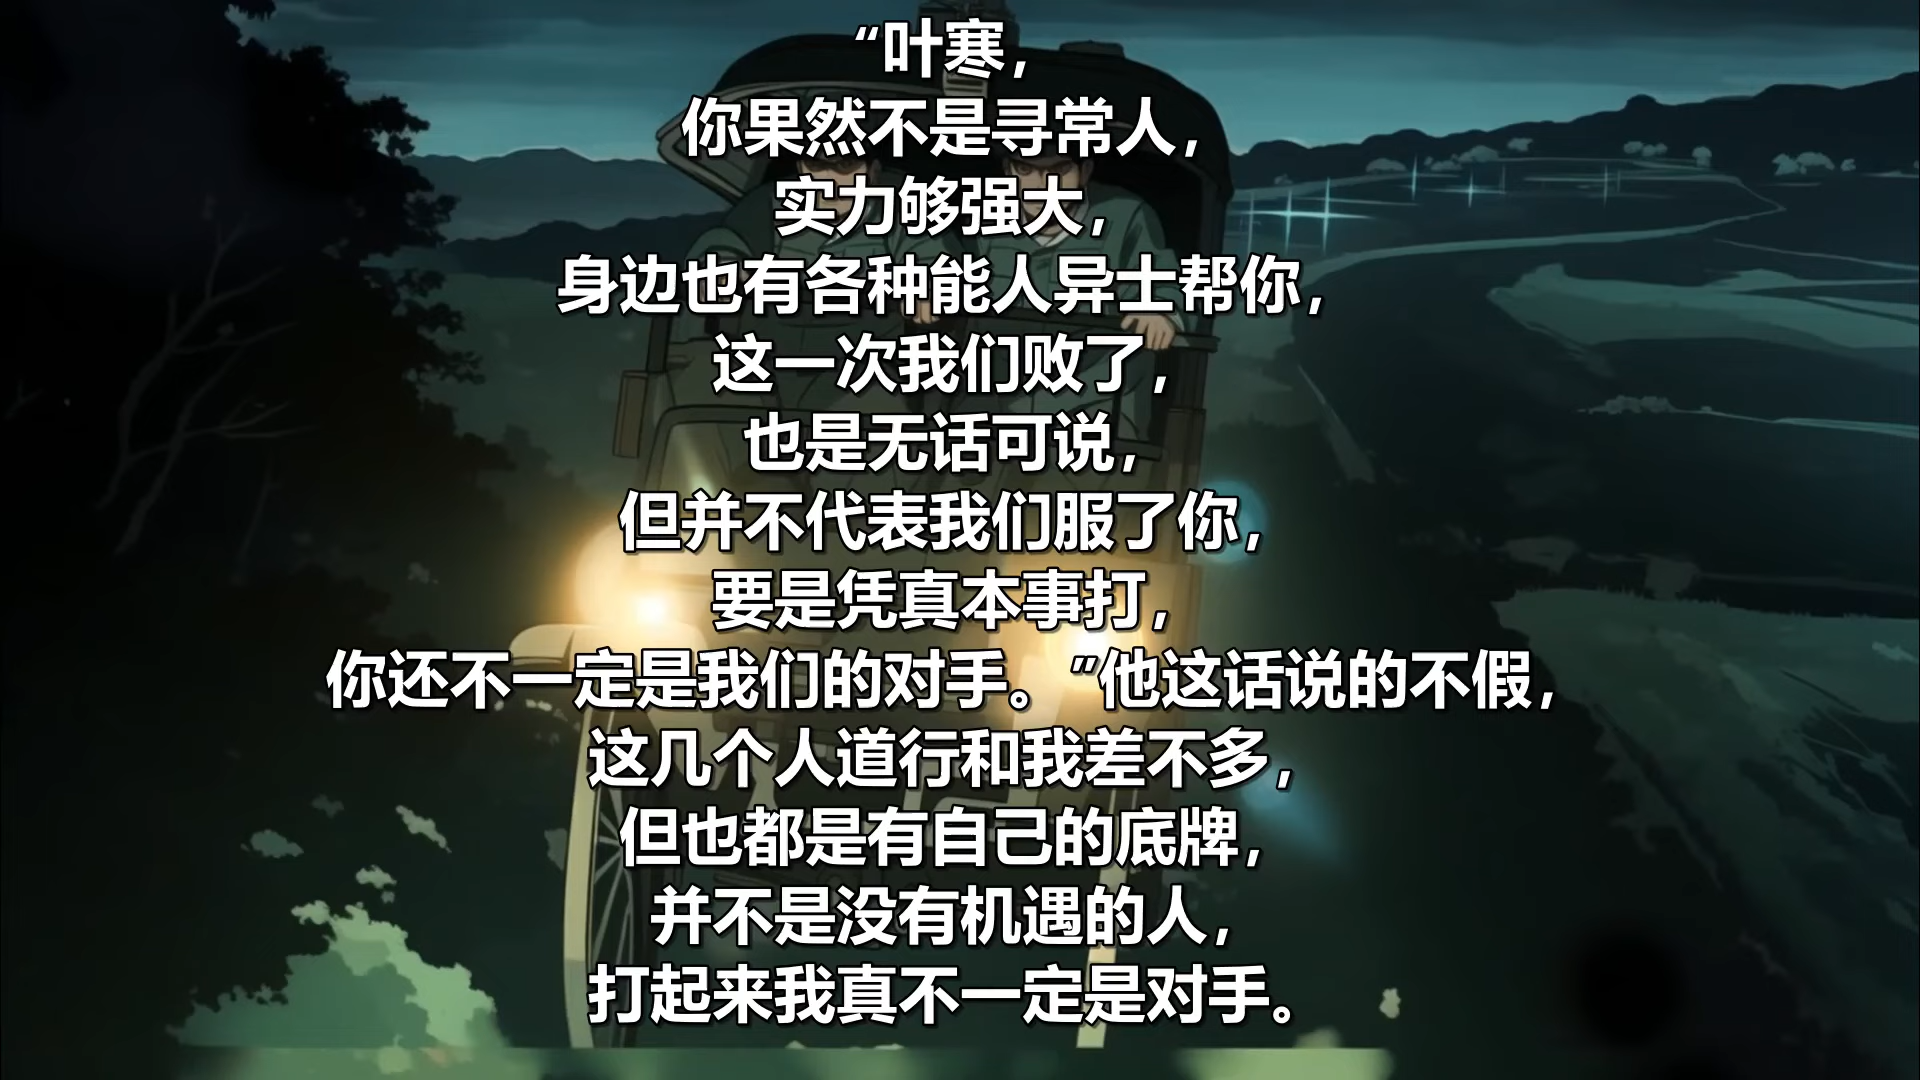 “叶寒，
你果然不是寻常人，
实力够强大，
身边也有各种能人异士帮你，
这一次我们败了，
也是无话可说，
但并不代表我们服了你，
要是凭真本事打，
你还不一定是我们的对手。”他这话说的不假，
这几个人道行和我差不多，
但也都是有自己的底牌，
并不是没有机遇的人，
打起来我真不一定是对手。